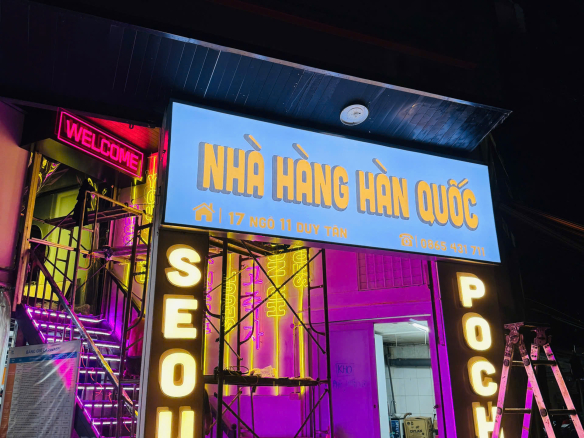 WELCOME
NHÀ HÀNG HÀN QUỐC
17 NGÕ 11 DUY TÂN
SEOU
POCH